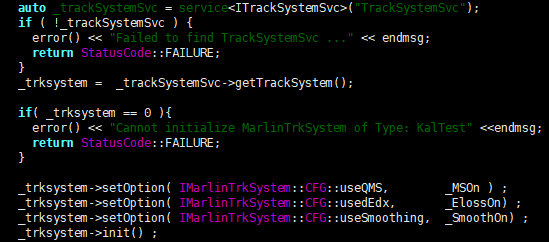 auto _trackSystemSvc = service<ITrackSystemSvc>("TrackSystemSvc");
if ( !_trackSystemSvc ) {
error() << "Failed to find TrackSystemSvc ..." << endmsg;
return StatusCode::FAILURE;
}
_trksystem =  _trackSystemSvc->getTrackSystem();
if( _trksystem == 0 ){
error() << "Cannot initialize MarlinTrkSystem of Type: KalTest" <<endmsg;
return StatusCode::FAILURE;
}
_trksystem->setOption( IMarlinTrkSystem::CFG::useQMS,        _MSOn ) ;
_trksystem->setOption( IMarlinTrkSystem::CFG::usedEdx,       _ElossOn) ;
_trksystem->setOption( IMarlinTrkSystem::CFG::useSmoothing,  _SmoothOn) ;
_trksystem->init() ;